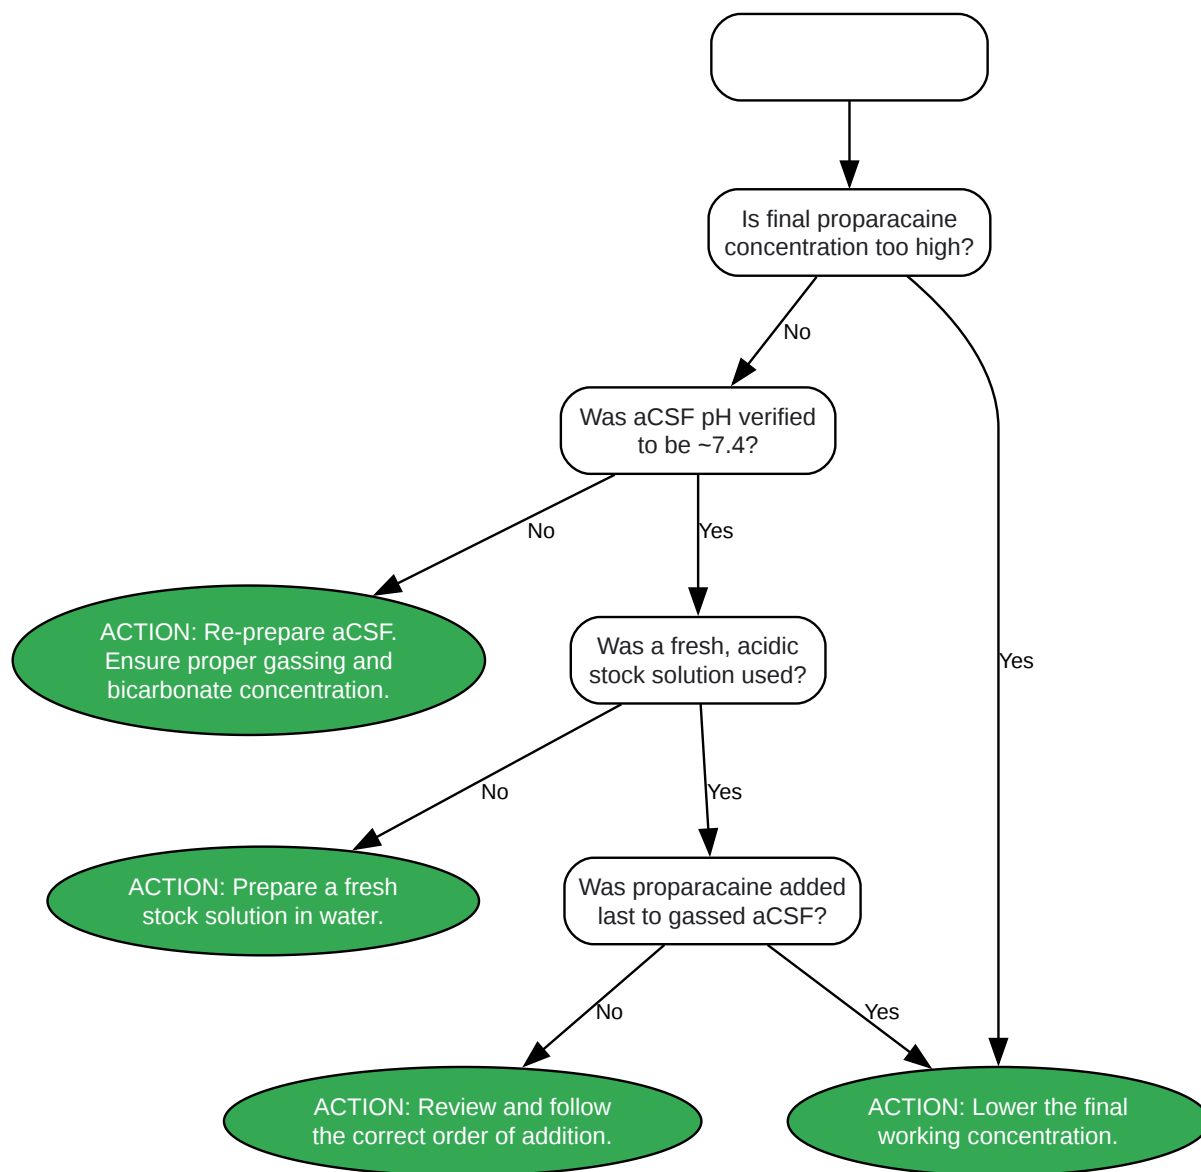 Is final proparacaine
concentration too high?
No
Was aCSF pH verified
to be ~7.4?
No
Yes
ACTION: Re-prepare aCSF.
Ensure proper gassing and
bicarbonate concentration.
Was a fresh, acidic
stock solution used?
Yes
No
Yes
ACTION: Prepare a fresh
stock solution in water.
Was proparacaine added
last to gassed aCSF?
No
Yes
ACTION: Review and follow
the correct order of addition.
ACTION: Lower the final
working concentration.